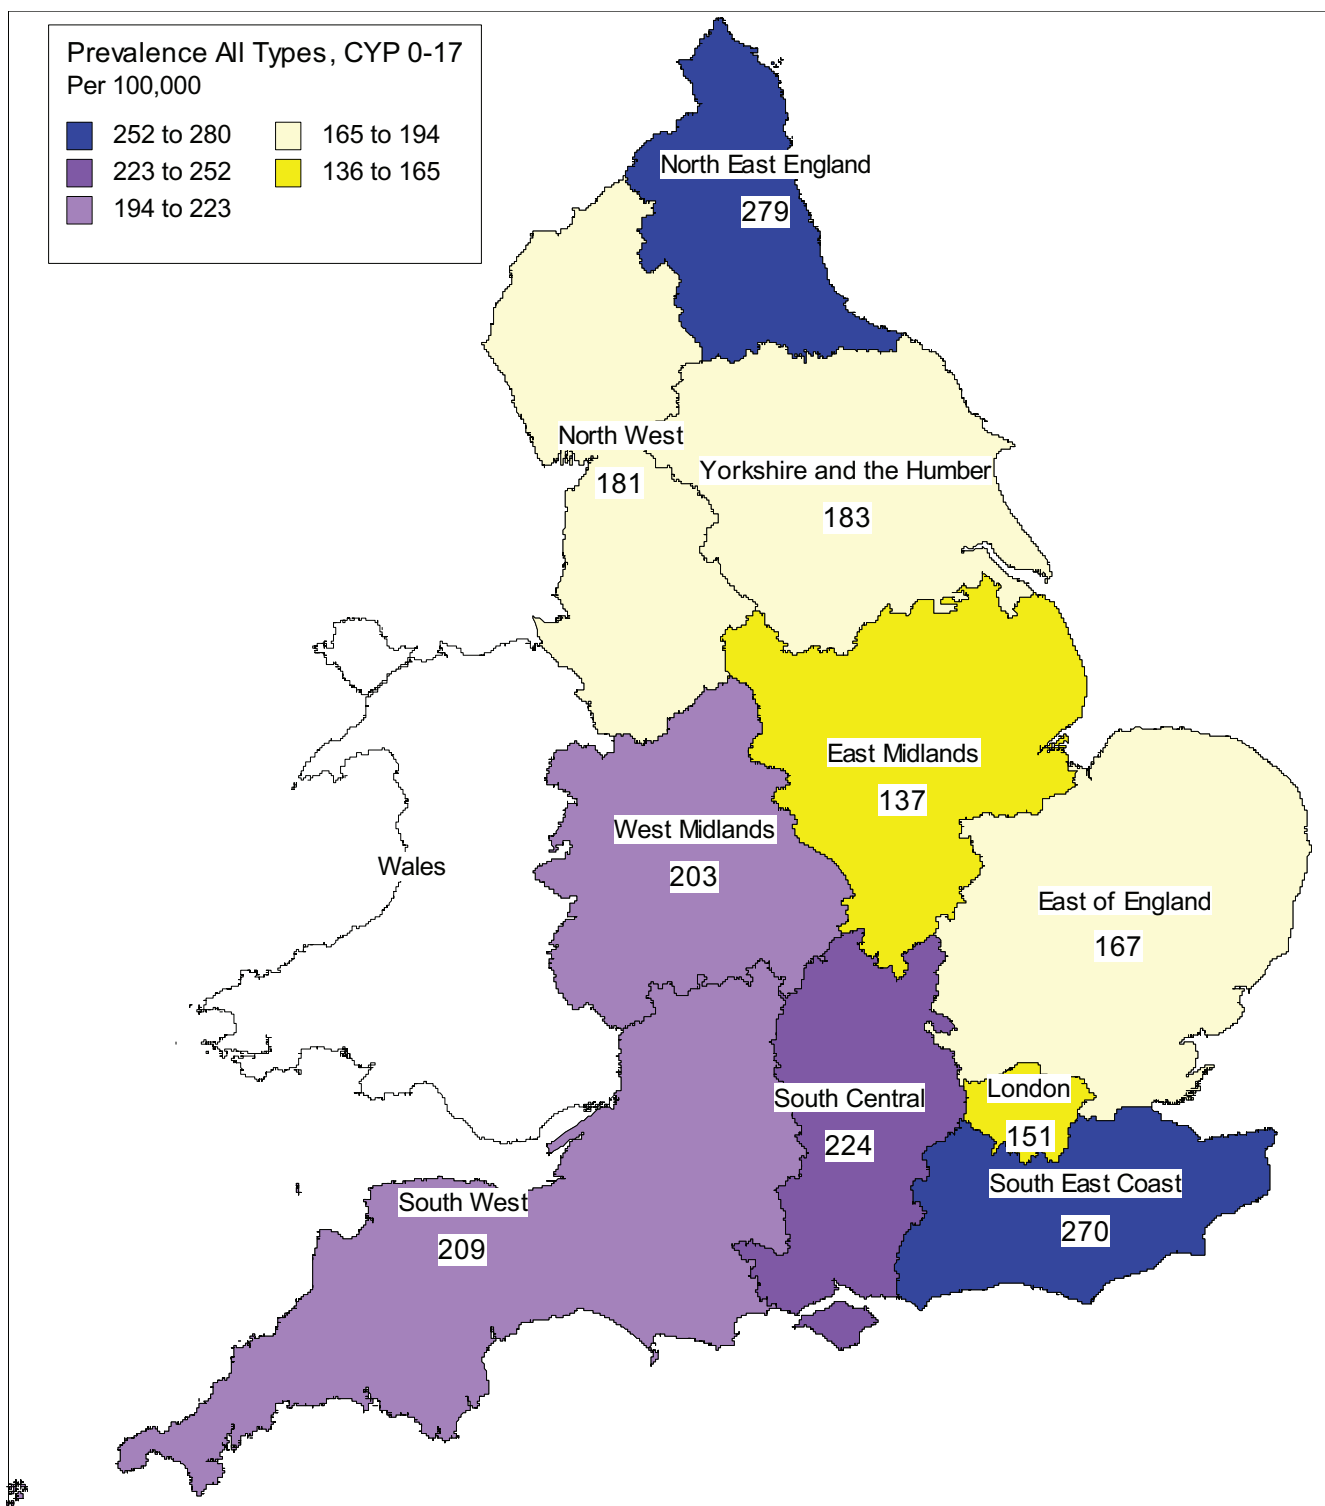 Prevalence All Types, CYP 0-17
Per 100,000
252 to 280
165 to 194
223 to 252
136 to 165
194 to 223
North East England
279
North West
181
Yorkshire and the Humber
183
East Midlands
137
West Midlands
203
Wales
East of England
167
South Central
224
London
151
South East Coast
270
South West
209